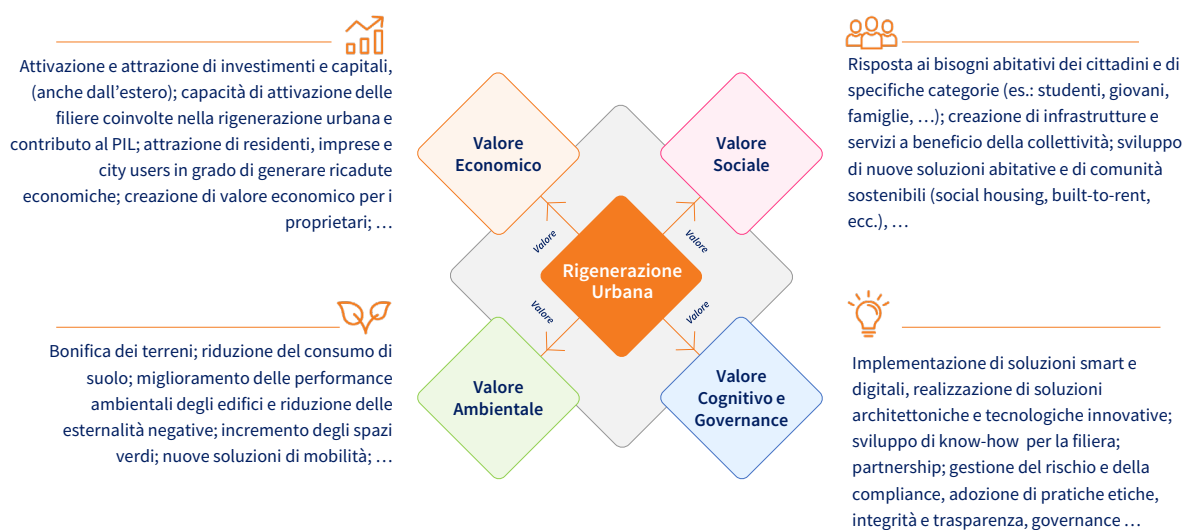 Attivazione e attrazione di investimenti e capitali,
(anche dall'estero); capacità di attivazione delle
filiere coinvolte nella rigenerazione urbana e
contributo al PIL; attrazione di residenti, imprese e
city users in grado di generare ricadute
economiche; creazione di valore economico per i
proprietari; …
Valore
Economico
Valore
Sociale
Risposta ai bisogni abitativi dei cittadini e di
specifiche categorie (es.: studenti, giovani,
famiglie, …); creazione di infrastrutture e
servizi a beneficio della collettività; sviluppo
di nuove soluzioni abitative e di comunità
sostenibili (social housing, built-to-rent,
ecc.), …
Valore
Valore
Rigenerazione
Urbana
Valore
Valore
Bonifica dei terreni; riduzione del consumo di
suolo; miglioramento delle performance
ambientali degli edifici e riduzione delle
esternalità negative; incremento degli spazi
verdi; nuove soluzioni di mobilità; …
Valore
Ambientale
Valore
Cognitivo e
Governance
Implementazione di soluzioni smart e
digitali, realizzazione di soluzioni
architettoniche e tecnologiche innovative;
sviluppo di know-how per la filiera;
partnership; gestione del rischio e della
compliance, adozione di pratiche etiche,
integrità e trasparenza, governance …